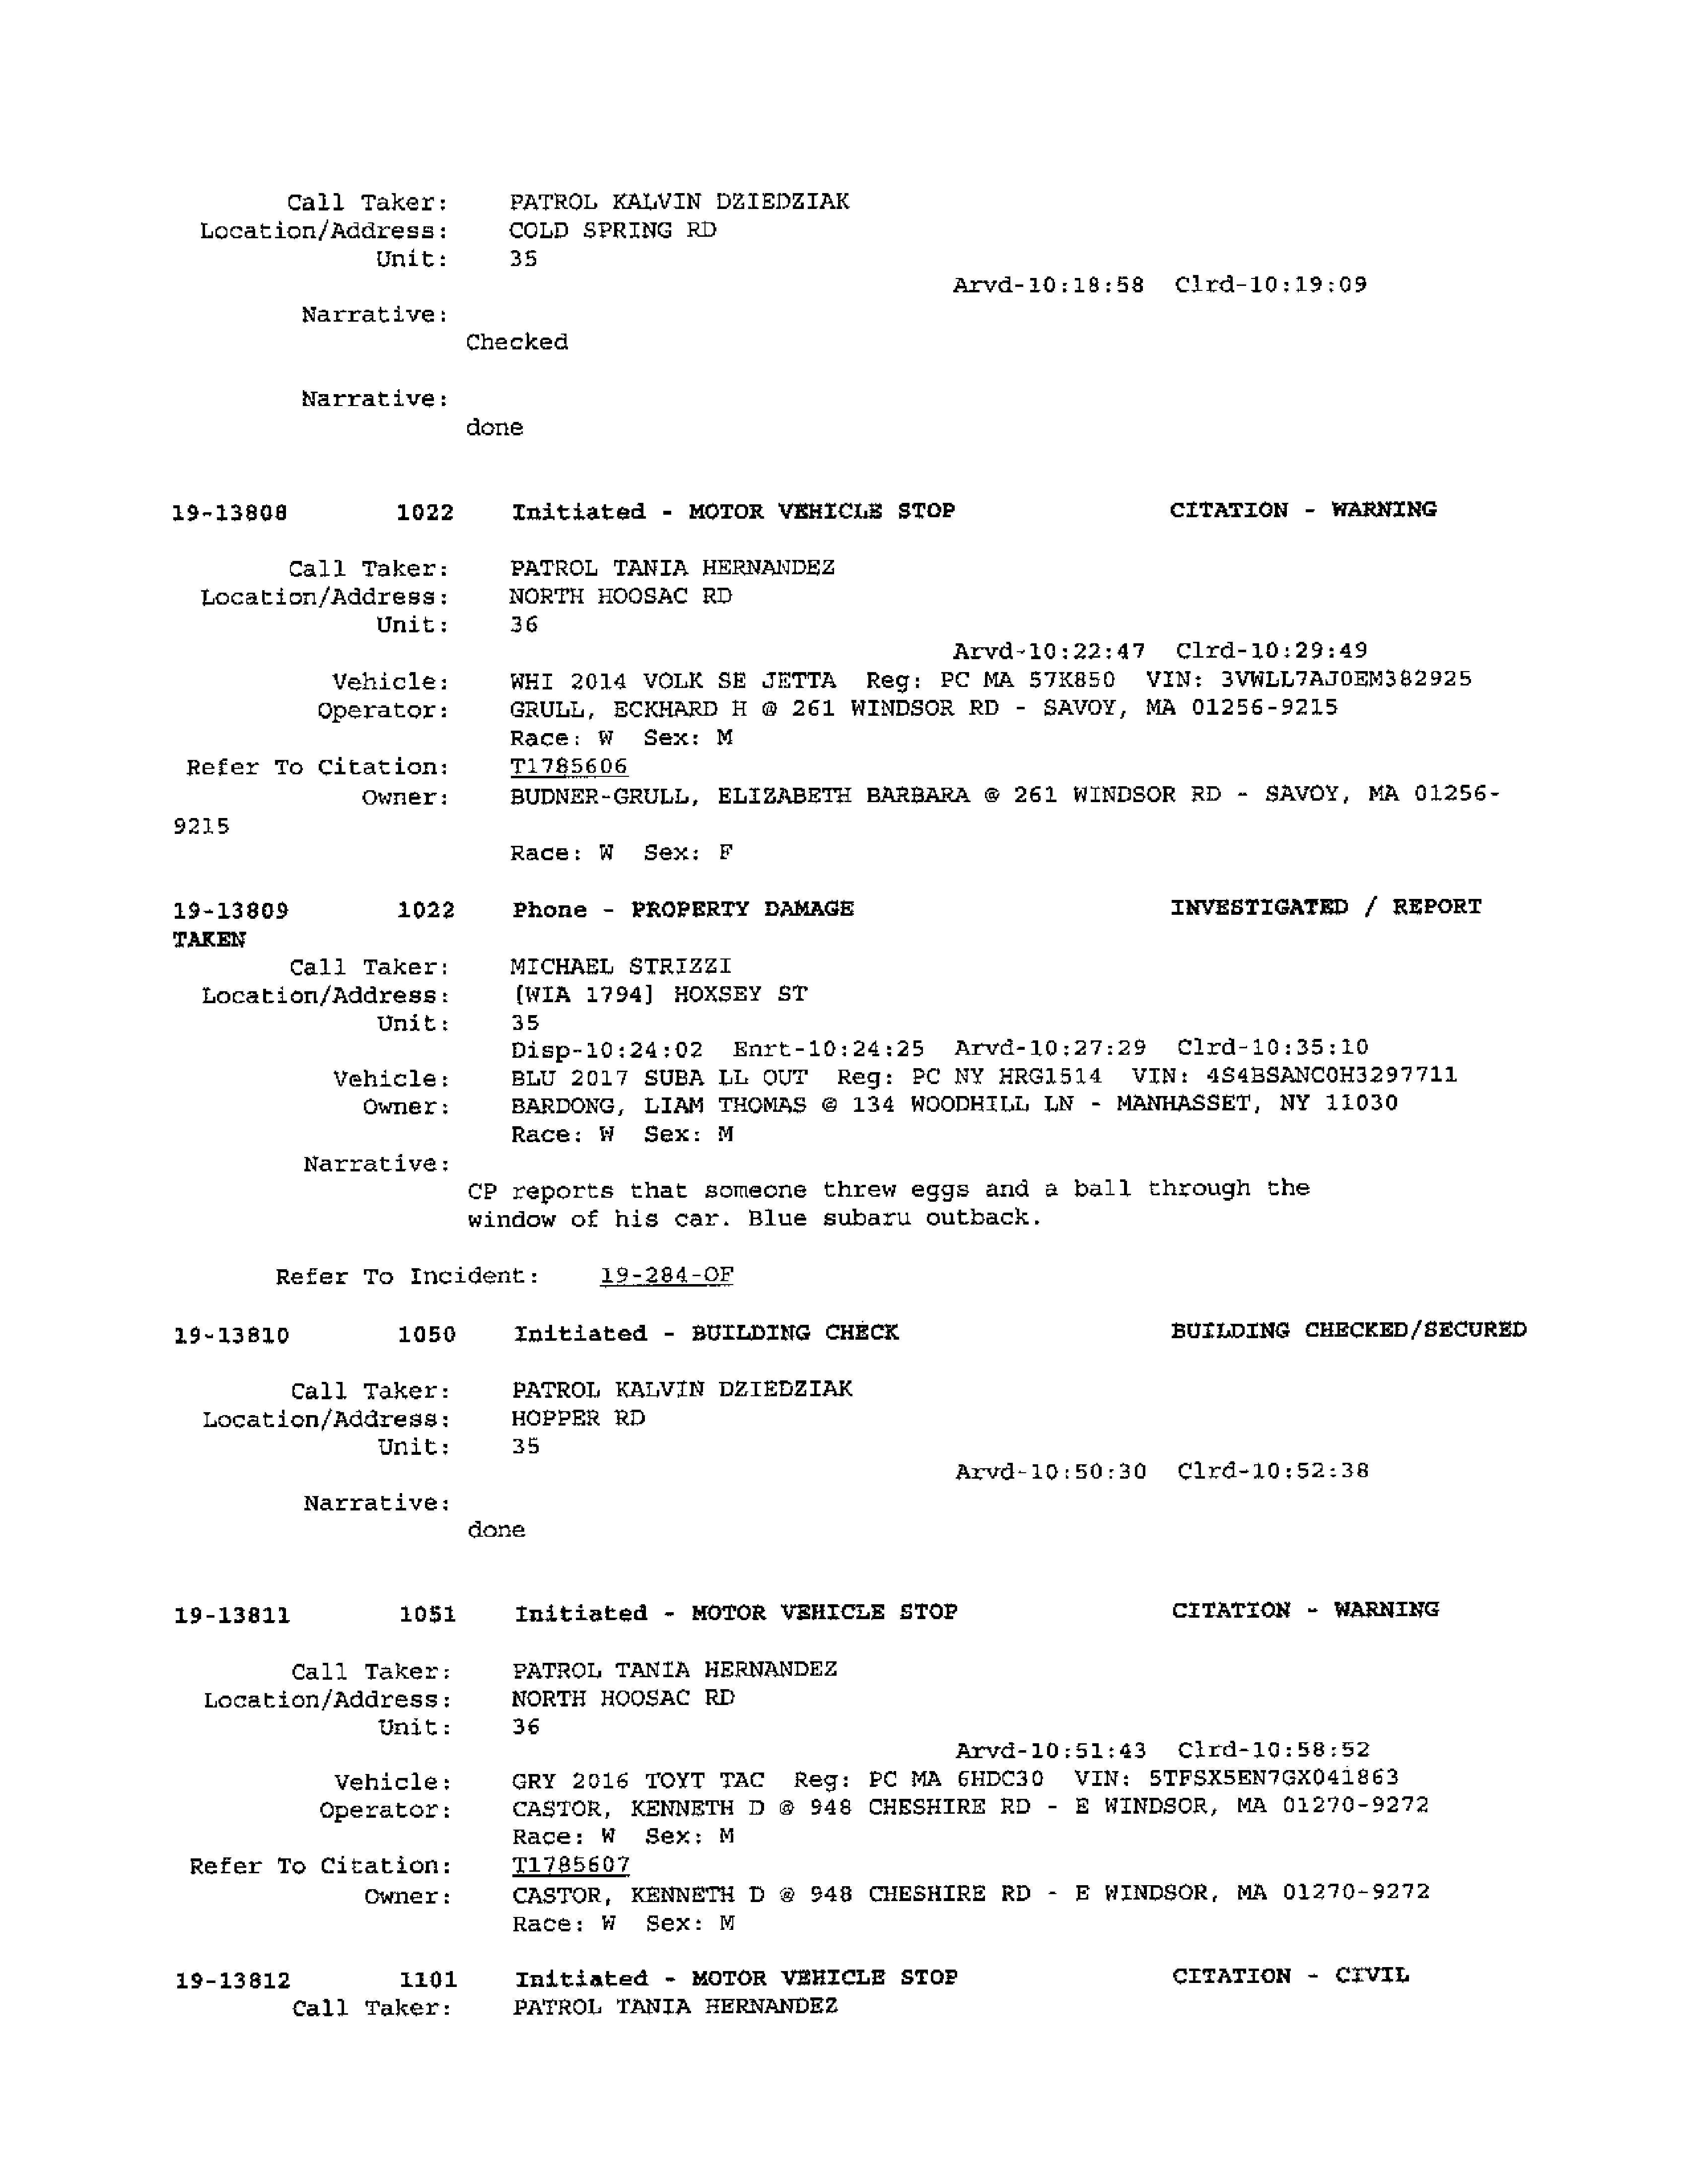 Call Taker: PATROL KALVIN DZIEDZIAK
Location/Address: COLD SPRING RD
Unit: 35
Arvd-10:18:58 Clrd-10:19:09
Narrative:
Checked
Narrative:
done
19-13808 1022 Initiated - MOTOR VEHICLE STOP CITATION - WARNING
Call Taker: PATROL TANIA HERNANDEZ
Location/Address: NORTH HOOSAC RD
Unit: 36
Arvd-10:22:47 Clrd-10:29:49
Vehicle: WHI 2014 VOLK SE JETTA Reg: PC MA 57K850 VIN: 3VWLL7AJ0EM382925
Operator: GRULL, ECKHARD H @ 261 WINDSOR RD - SAVOY, MA 01256-9215
Race: W Sex: M
Refer To Citation: T1785606
Owner: BUDNER-GRULL, ELIZABETH BARBARA @ 261 WINDSOR RD - SAVOY, MA 01256-
9215
Race: W Sex: F
19-13809 1022 Phone - PROPERTY DAMAGE INVESTIGATED / REPORT
TAKEN
Call Taker: MICHAEL STRIZZI
Location/Address: [WIA 1794] HOXSEY ST
Unit: 35
Disp-10:24:02 Enrt-10:24:25 Arvd-10:27:29 Clrd-10:35:10
Vehicle: BLU 2017 SUBA LL OUT Reg: PC NY HRG1514 VIN: 4S4BSANC0H3297711
Owner: BARDONG, LIAM THOMAS @ 134 WOODHILL LN - MANHASSET, NY 11030
Race: W Sex: M
Narrative:
CP reports that someone threw eggs and a ball through the
window of his car. Blue subaru outback.
Refer To Incident: 19-284-OF
19-13810 1050 Initiated - BUILDING CHECK BUILDING CHECKED/SECURED
Call Taker: PATROL KALVIN DZIEDZIAK
Location/Address: HOPPER RD
Unit: 35
Arvd-10:50:30 Clrd-10:52:38
Narrative:
done
19-13811 1051 Initiated - MOTOR VEHICLE STOP CITATION - WARNING
Call Taker: PATROL TANIA HERNANDEZ
Location/Address: NORTH HOOSAC RD
Unit: 36
Arvd-10:51:43 Clrd-10:58:52
Vehicle: GRY 2016 TOYT TAC Reg: PC MA 6HDC30 VIN: 5TFSX5EN7GX041863
Operator: CASTOR, KENNETH D @ 948 CHESHIRE RD - E WINDSOR, MA 01270-9272
Race: W Sex: M
Refer To Citation: T1785607
Owner: CASTOR, KENNETH D @ 948 CHESHIRE RD - E WINDSOR, MA 01270-9272
Race: W Sex: M
19-13812 1101 Initiated - MOTOR VEHICLE STOP CITATION - CIVIL
Call Taker: PATROL TANIA HERNANDEZ